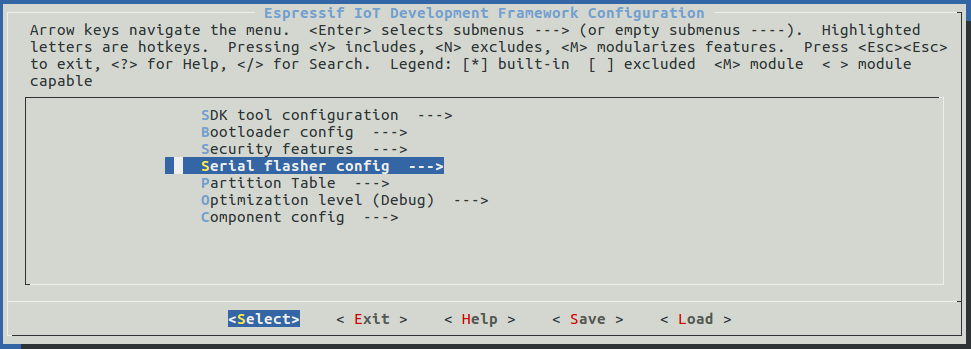 Espressif IoT Development Framework Configuration
Arrow keys navigate the menu.  <Enter> selects submenus ---> (or empty submenus ----).  Highlighted
letters are hotkeys.  Pressing <Y> includes, <N> excludes, <M> modularizes features.  Press <Esc><Esc>
to exit, <?> for Help, </> for Search.  Legend: [*] built-in  [ ] excluded  <M> module  < > module
capable
SDK tool configuration  --->
Bootloader config  --->
Security features  --->
Serial flasher config  --->
Partition Table  --->
Optimization level (Debug)  --->
Component config  --->
<Select>    < Exit >    < Help >    < Save >    < Load >